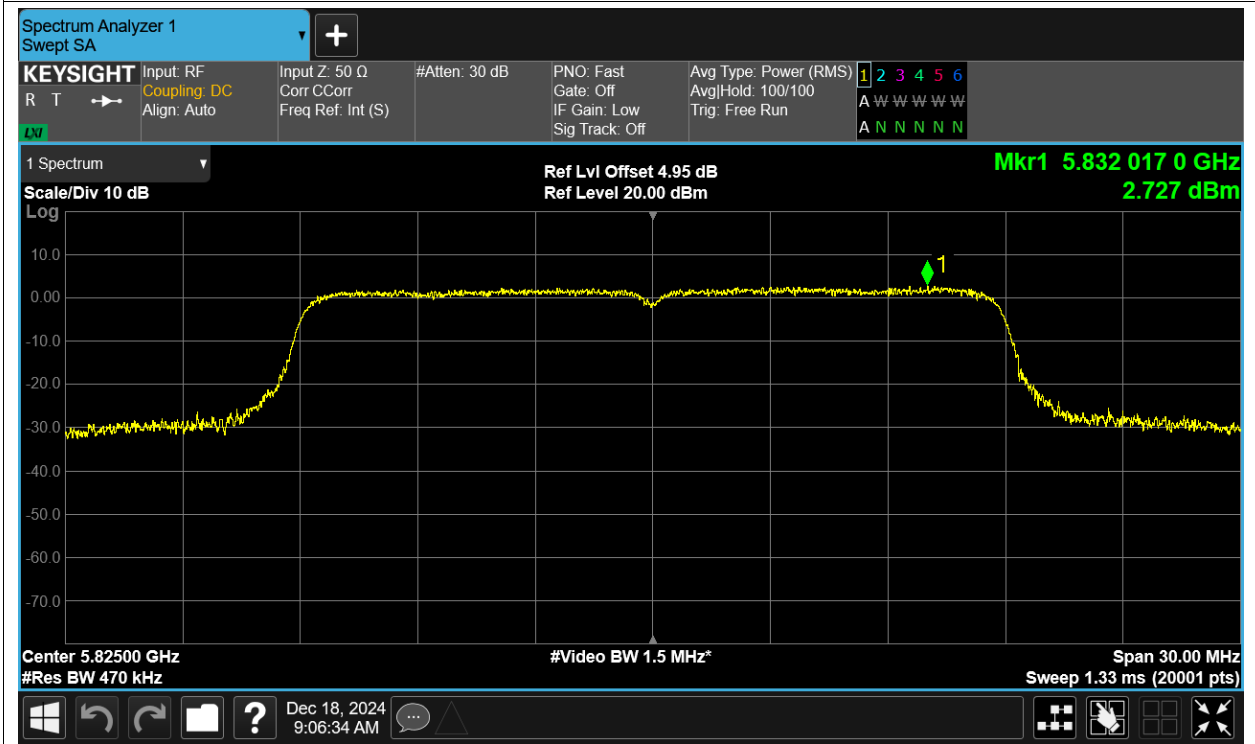 Spectrum Analyzer 1
Swept SA
KEYSIGHT
R T
LXI
Input: RF
Coupling: DC
Align: Auto
Input Z: 50 Ω
Corr CCorr
Freq Ref: Int (S)
#Atten: 30 dB
PNO: Fast
Gate: Off
IF Gain: Low
Sig Track: Off
Avg Type: Power (RMS)
Avg|Hold: 100/100
Trig: Free Run
1 2 3 4 5 6
A W W W W W
A N N N N N
1 Spectrum
Scale/Div 10 dB
Log
Ref Lvl Offset 4.95 dB
Ref Level 20.00 dBm
Mkr1 5.832 017 0 GHz
2.727 dBm
1
10.0
0.00
-10.0
-20.0
-30.0
-40.0
-50.0
-60.0
-70.0
Center 5.82500 GHz
#Res BW 470 kHz
#Video BW 1.5 MHz*
Span 30.00 MHz
Sweep 1.33 ms (20001 pts)
?
Dec 18, 2024
9:06:34 AM